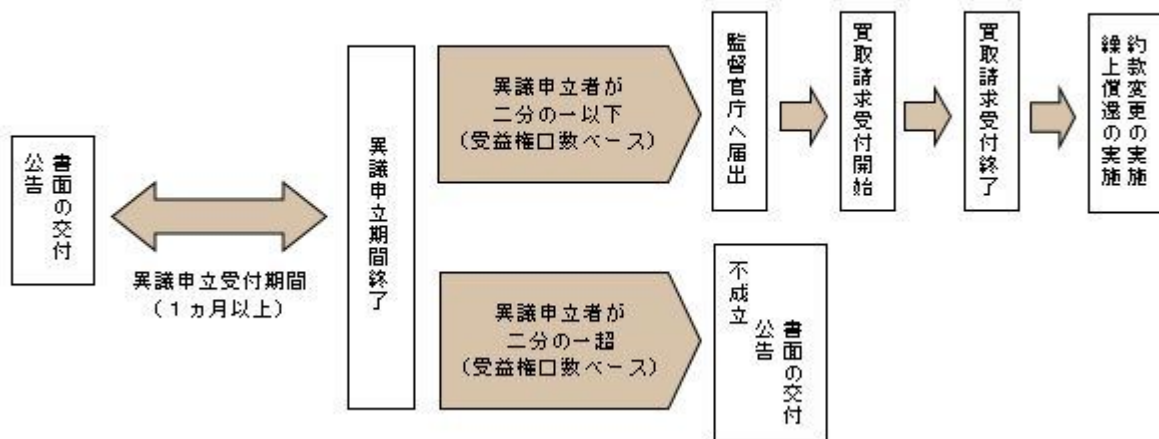 書面の交付
公告
異議申立受付期間
（１ヵ月以上）
異議申立期間終了
異議申立者が
二分の一以下
（受益権口数ベース）
監督官庁へ届出
買取請求受付開始
買取請求受付終了
約款変更の実施
繰上償還の実施
異議申立者が
二分の一超
（受益権口数ベース）
不成立
書面の交付
公告